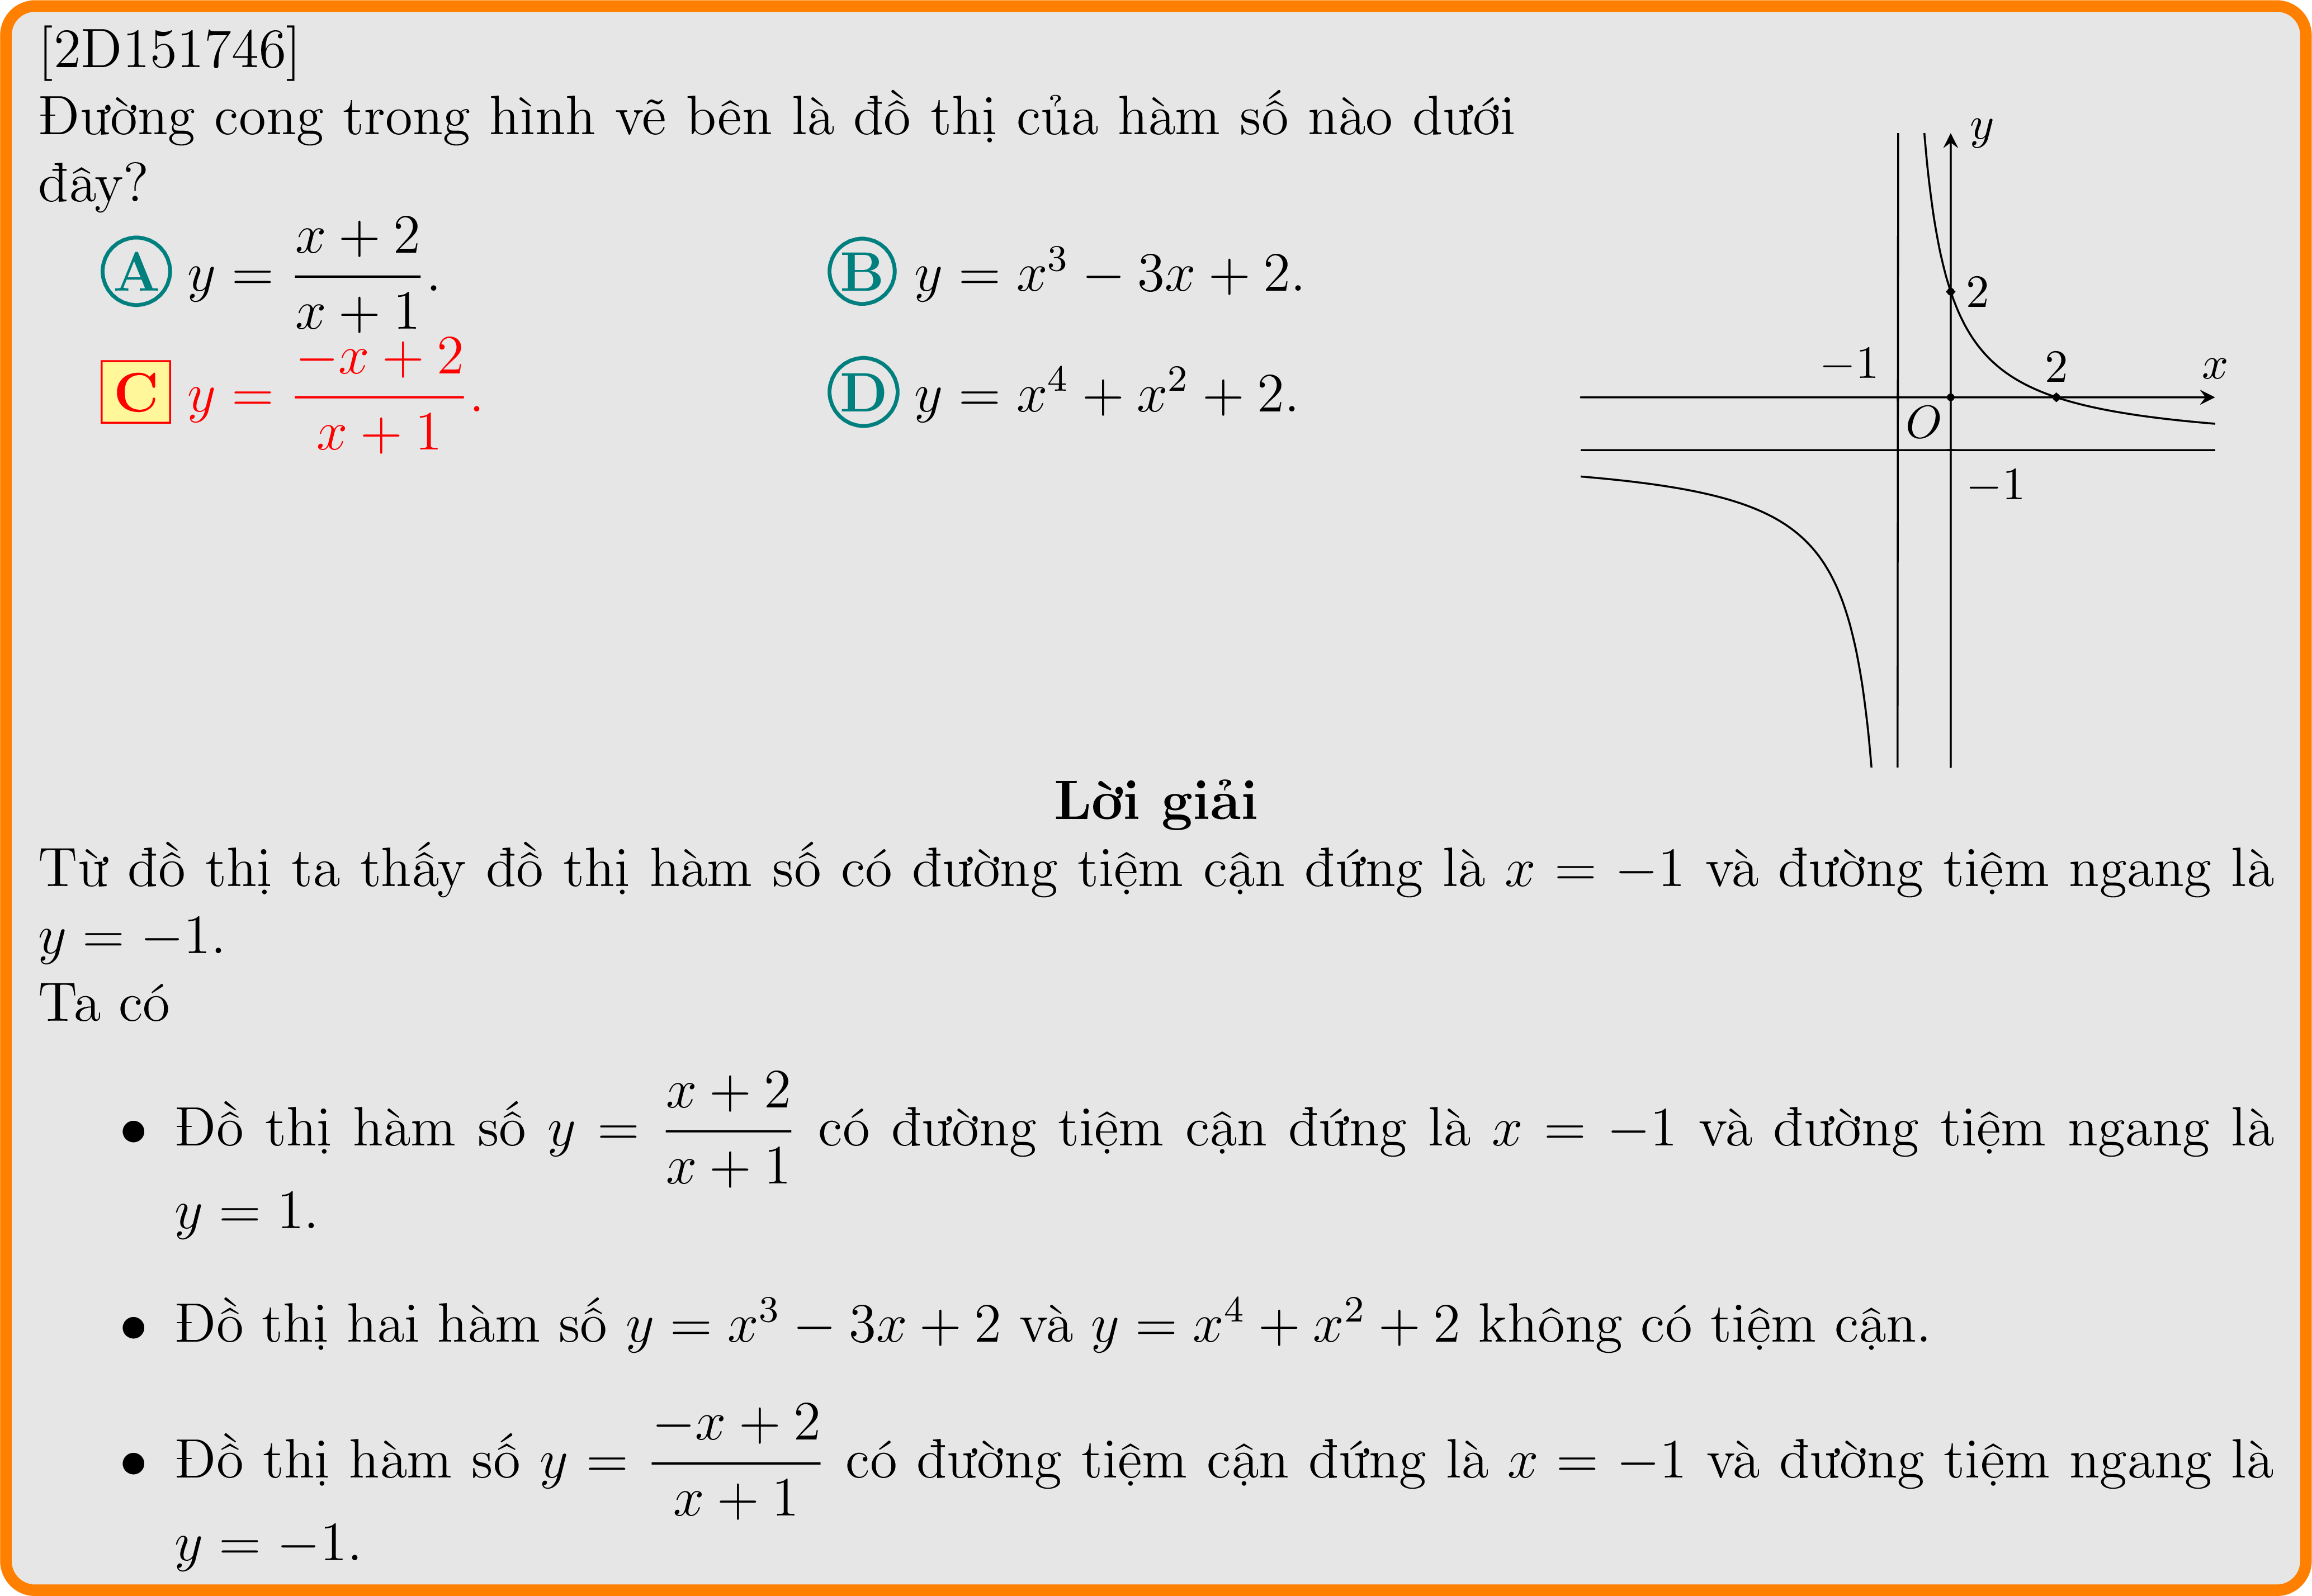 [2D151746]
Đường cong trong hình vẽ bên là đồ thị của hàm số nào dưới
đây?
A y = \frac{x + 2}{x + 1}. B y = x^3 − 3x + 2.
C y = \frac{−x + 2}{x + 1}. D y = x^4 + x^2 + 2.
y
2
−1
2
x
O
−1
Lời giải
Từ đồ thị ta thấy đồ thị hàm số có đường tiệm cận đứng là x = −1 và đường tiệm ngang là
y = −1.
Ta có
• Đồ thị hàm số y = \frac{x + 2}{x + 1} có đường tiệm cận đứng là x = −1 và đường tiệm ngang là
y = 1.
• Đồ thị hai hàm số y = x^3 − 3x + 2 và y = x^4 + x^2 + 2 không có tiệm cận.
• Đồ thị hàm số y = \frac{−x + 2}{x + 1} có đường tiệm cận đứng là x = −1 và đường tiệm ngang là
y = −1.